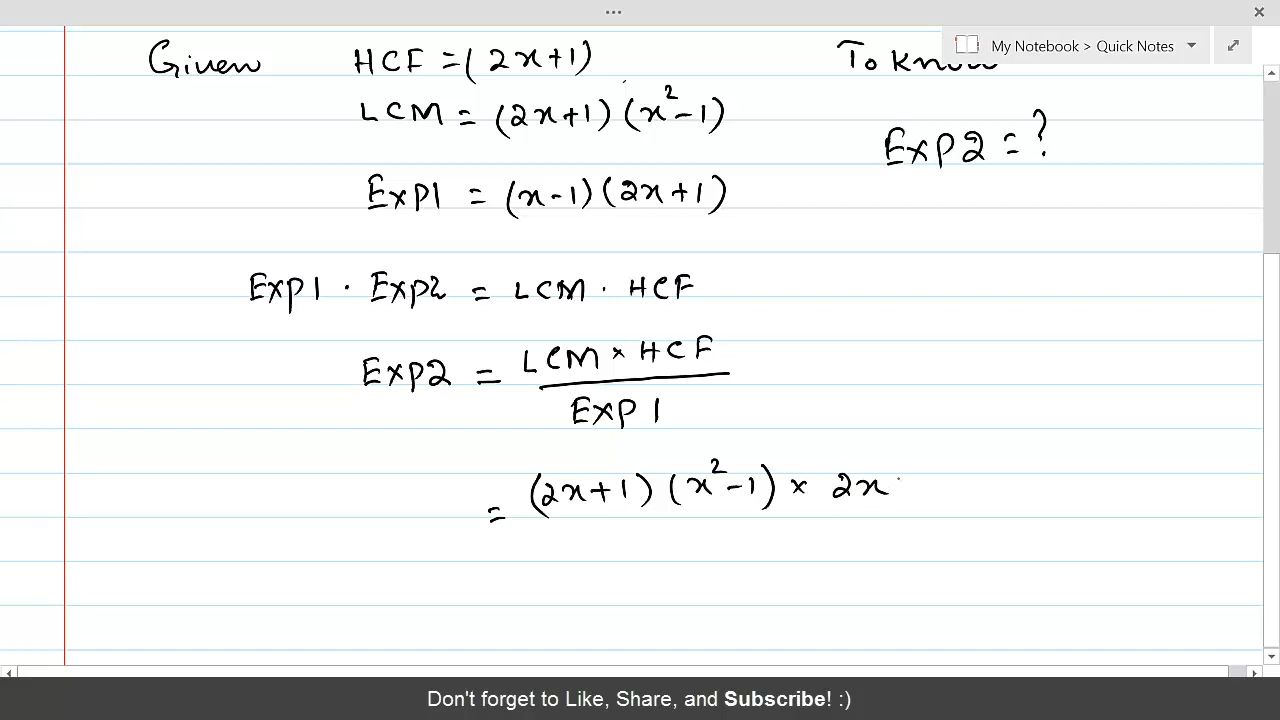 ...
My Notebook > Quick Notes
Given HCF = (2x+1) To know
LCM = (2x+1) (x²-1)
Exp2 = ?
Exp1 = (x-1) (2x+1)
Exp1 · Exp2 = LCM · HCF
Exp2 = LCM × HCF
Exp 1
= (2x+1) (x²-1) × 2x
Don't forget to Like, Share, and Subscribe! :)